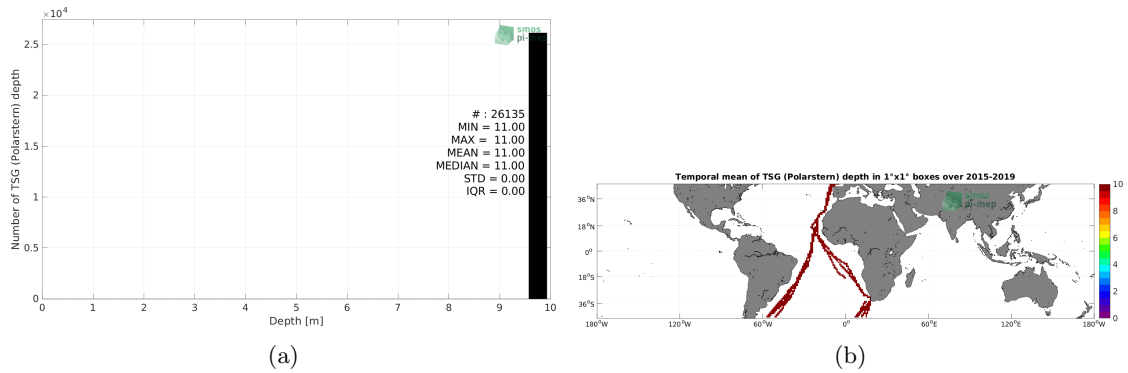 ×10⁴
2.5
2
1.5
1
0.5
0
Number of TSG (Polarstern) depth
smos
pi-mep
# : 26135
MIN = 11.00
MAX = 11.00
MEAN = 11.00
MEDIAN = 11.00
STD = 0.00
IQR = 0.00
0 1 2 3 4 5 6 7 8 9 10
Depth [m]
(a)
Temporal mean of TSG (Polarstern) depth in 1°x1° boxes over 2015-2019
smos
pi-mep
36°N
18°N
0°
18°S
36°S
180°W 120°W 60°W 0° 60°E 120°E 180°W
10
8
6
4
2
0
(b)